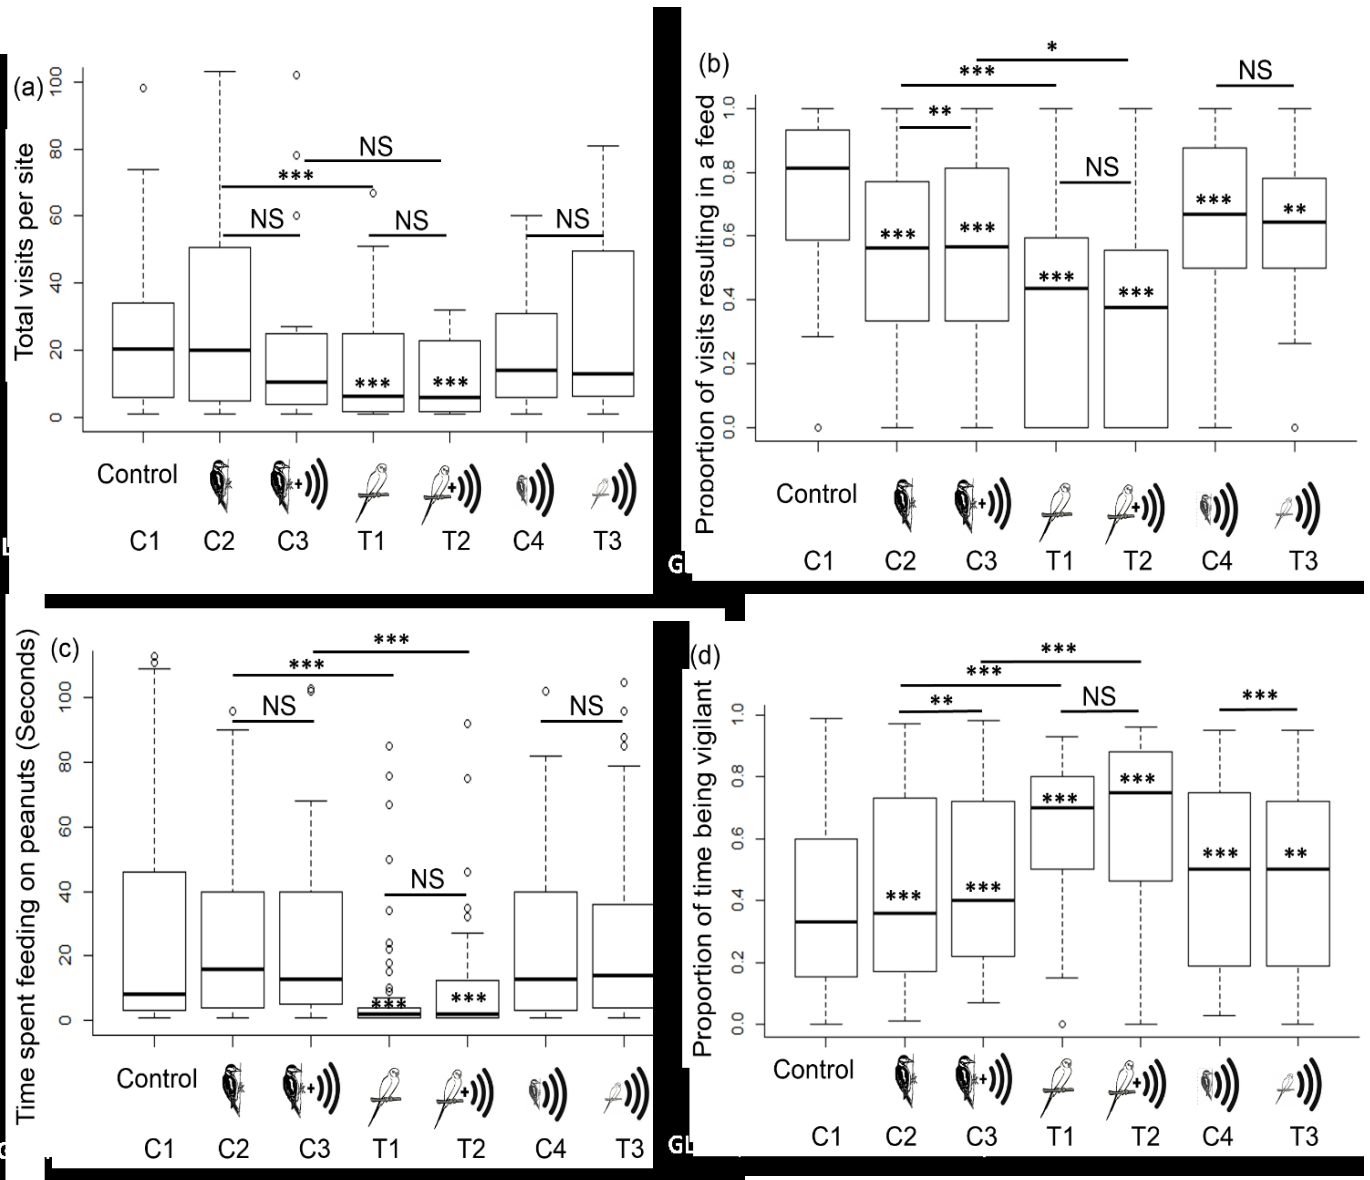 (a)
Total visits per site
0 20 40 60 80 100
NS
***
NS NS NS
*** ***
Control
+ +
C1 C2 C3 T1 T2 C4 T3
(b)
Proportion of visits resulting in a feed
0.0 0.2 0.4 0.6 0.8 1.0
*
***
NS
**
NS
*** *** *** *** *** **
Control
+ +
C1 C2 C3 T1 T2 C4 T3
(c)
Time spent feeding on peanuts (Seconds)
0 20 40 60 80 100
***
***
NS NS
NS
*** ***
Control
+ +
C1 C2 C3 T1 T2 C4 T3
(d)
Proportion of time being vigilant
0.0 0.2 0.4 0.6 0.8 1.0
***
***
** NS ***
*** *** *** *** *** **
Control
+ +
C1 C2 C3 T1 T2 C4 T3